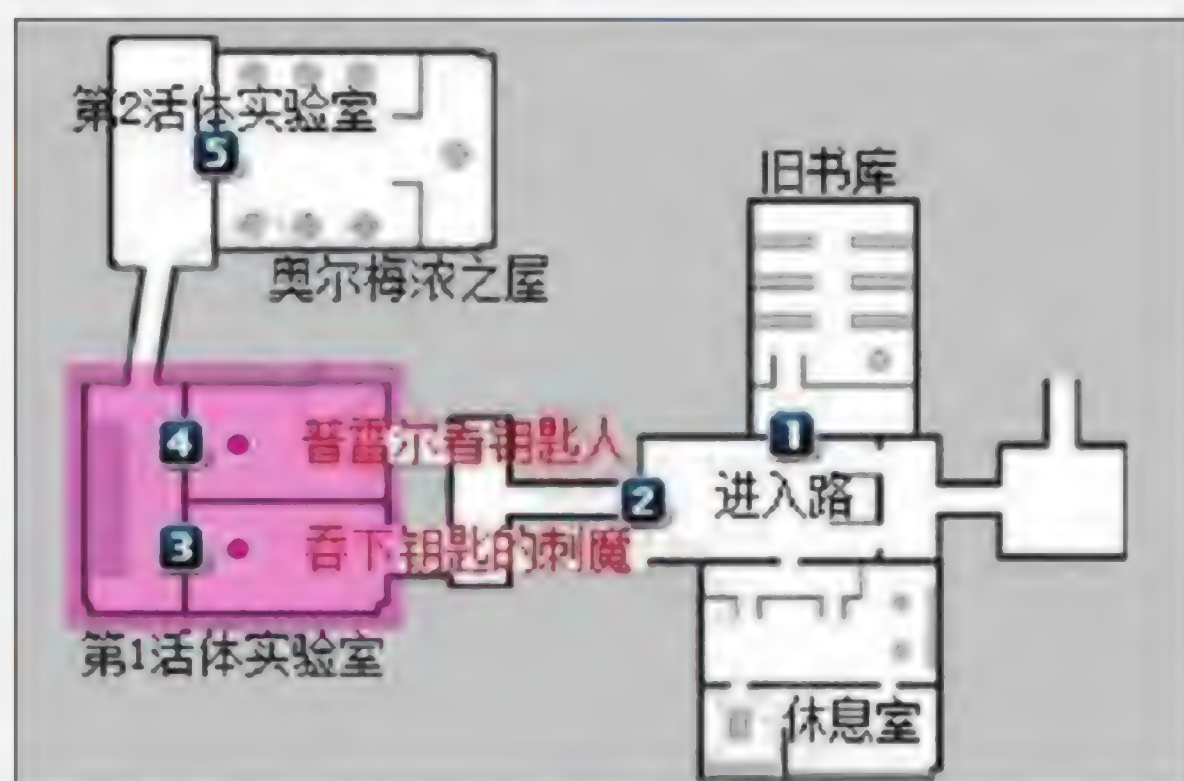 第2活体实验室
5
旧书库
奥尔梅浓之屋
1
4
普雷尔看钥匙人
进入路
2
3
吞下钥匙的刺魔
第1活体实验室
休息室